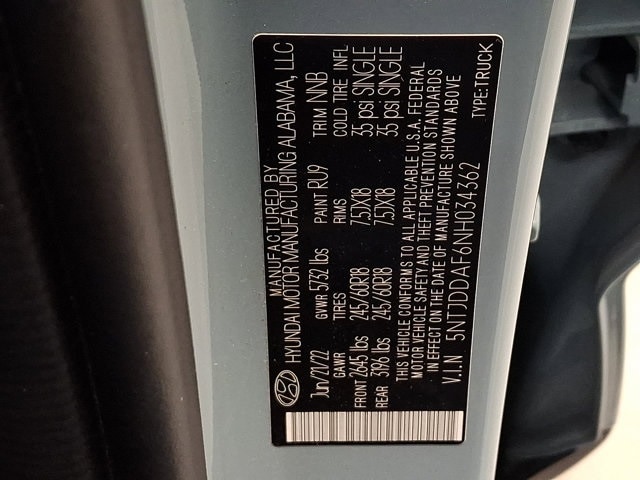 MANUFACTURED BY
HYUNDAI MOTOR MANUFACTURING ALABAMA, LLC
Jun/21/22 GVWR 5732 lbs PAINT RU9 TRIM NNB
GAWR TIRES RIMS COLD TIRE INFL
FRONT 2645 lbs 245/60R18 7.5JX18 35 psi SINGLE
REAR 3196 lbs 245/60R18 7.5JX18 35 psi SINGLE
THIS VEHICLE CONFORMS TO ALL APPLICABLE U.S.A. FEDERAL
MOTOR VEHICLE SAFETY AND THEFT PREVENTION STANDARDS
IN EFFECT ON THE DATE OF MANUFACTURE SHOWN ABOVE
V.I.N 5NTJDDAF6NH034362 TYPE:TRUCK